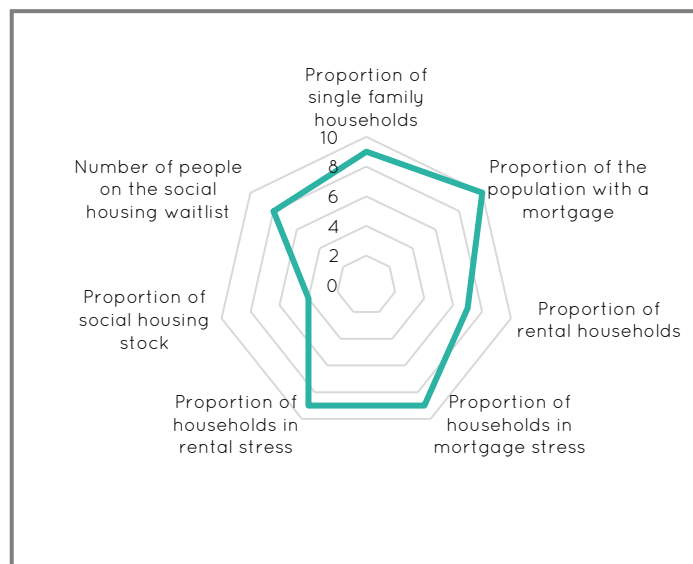 Proportion of
single family
households
10
8
6
4
2
0
Number of people
on the social
housing waitlist
Proportion of the
population with a
mortgage
Proportion of
social housing
stock
Proportion of
rental households
Proportion of
households in
rental stress
Proportion of
households in
mortgage stress